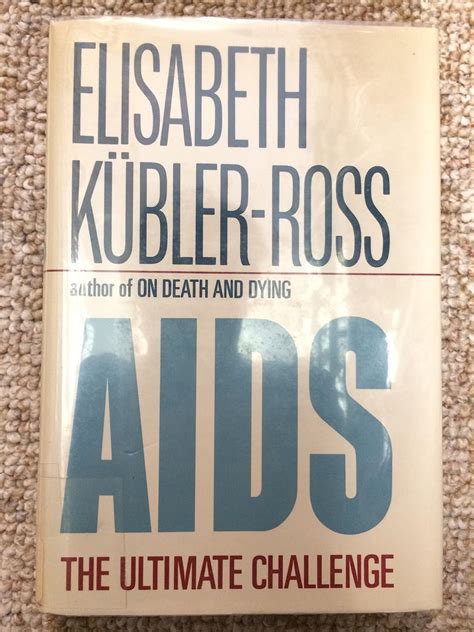 ELISABETH
KÜBLER-ROSS
author of ON DEATH AND DYING
AIDS
THE ULTIMATE CHALLENGE